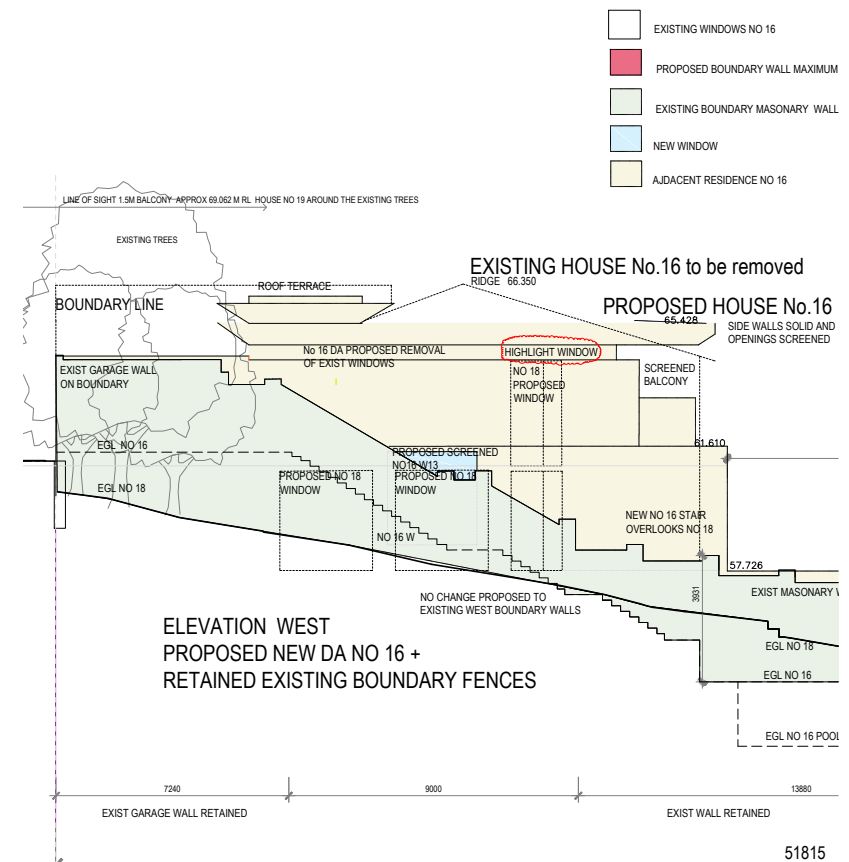 EXISTING WINDOWS NO 16
PROPOSED BOUNDARY WALL MAXIMUM
EXISTING BOUNDARY MASONARY WALL
NEW WINDOW
AJDACENT RESIDENCE NO 16
LINE OF SIGHT 1.5M BALCONY APPROX 69.062 M RL HOUSE NO 19 AROUND THE EXISTING TREES
EXISTING TREES
EXISTING HOUSE No.16 to be removed
RIDGE 66.350
ROOF TERRACE
BOUNDARY LINE
PROPOSED HOUSE No.16
65.428
SIDE WALLS SOLID AND
OPENINGS SCREENED
No 16 DA PROPOSED REMOVAL
OF EXIST WINDOWS
HIGHLIGHT WINDOW
EXIST GARAGE WALL
ON BOUNDARY
NO 18
PROPOSED
WINDOW
SCREENED
BALCONY
EGL NO 16
61.610
PROPOSED SCREENED
NO16 W13
PROPOSED NO 18
WINDOW
PROPOSED NO 18
WINDOW
EGL NO 18
NEW NO 16 STAIR
OVERLOOKS NO 18
NO 16 W
57.726
3931
NO CHANGE PROPOSED TO
EXISTING WEST BOUNDARY WALLS
EXIST MASONARY W
ELEVATION WEST
PROPOSED NEW DA NO 16 +
RETAINED EXISTING BOUNDARY FENCES
EGL NO 18
EGL NO 16
EGL NO 16 POOL
7240
9000
13880
EXIST GARAGE WALL RETAINED
EXIST WALL RETAINED
51815